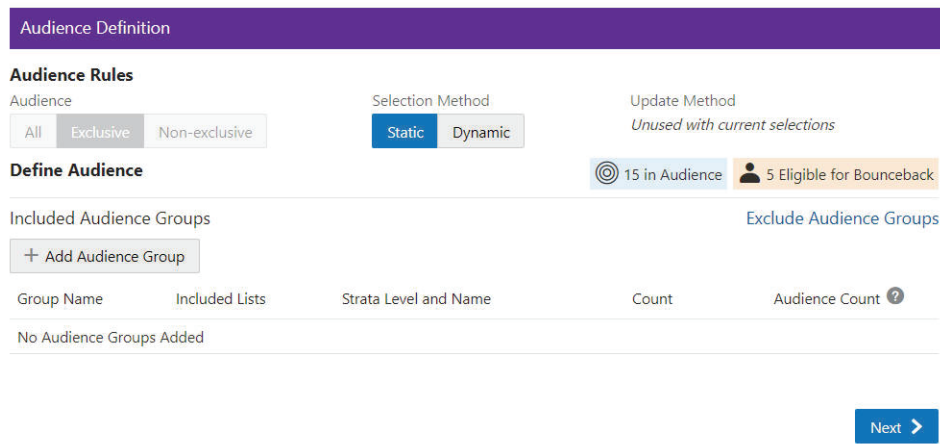 Audience Definition
Audience Rules
Audience Selection Method Update Method
All Exclusive Non-exclusive Static Dynamic Unused with current selections
Define Audience 15 in Audience 5 Eligible for Bounceback
Included Audience Groups Exclude Audience Groups
+ Add Audience Group
Group Name Included Lists Strata Level and Name Count Audience Count ?
No Audience Groups Added
Next